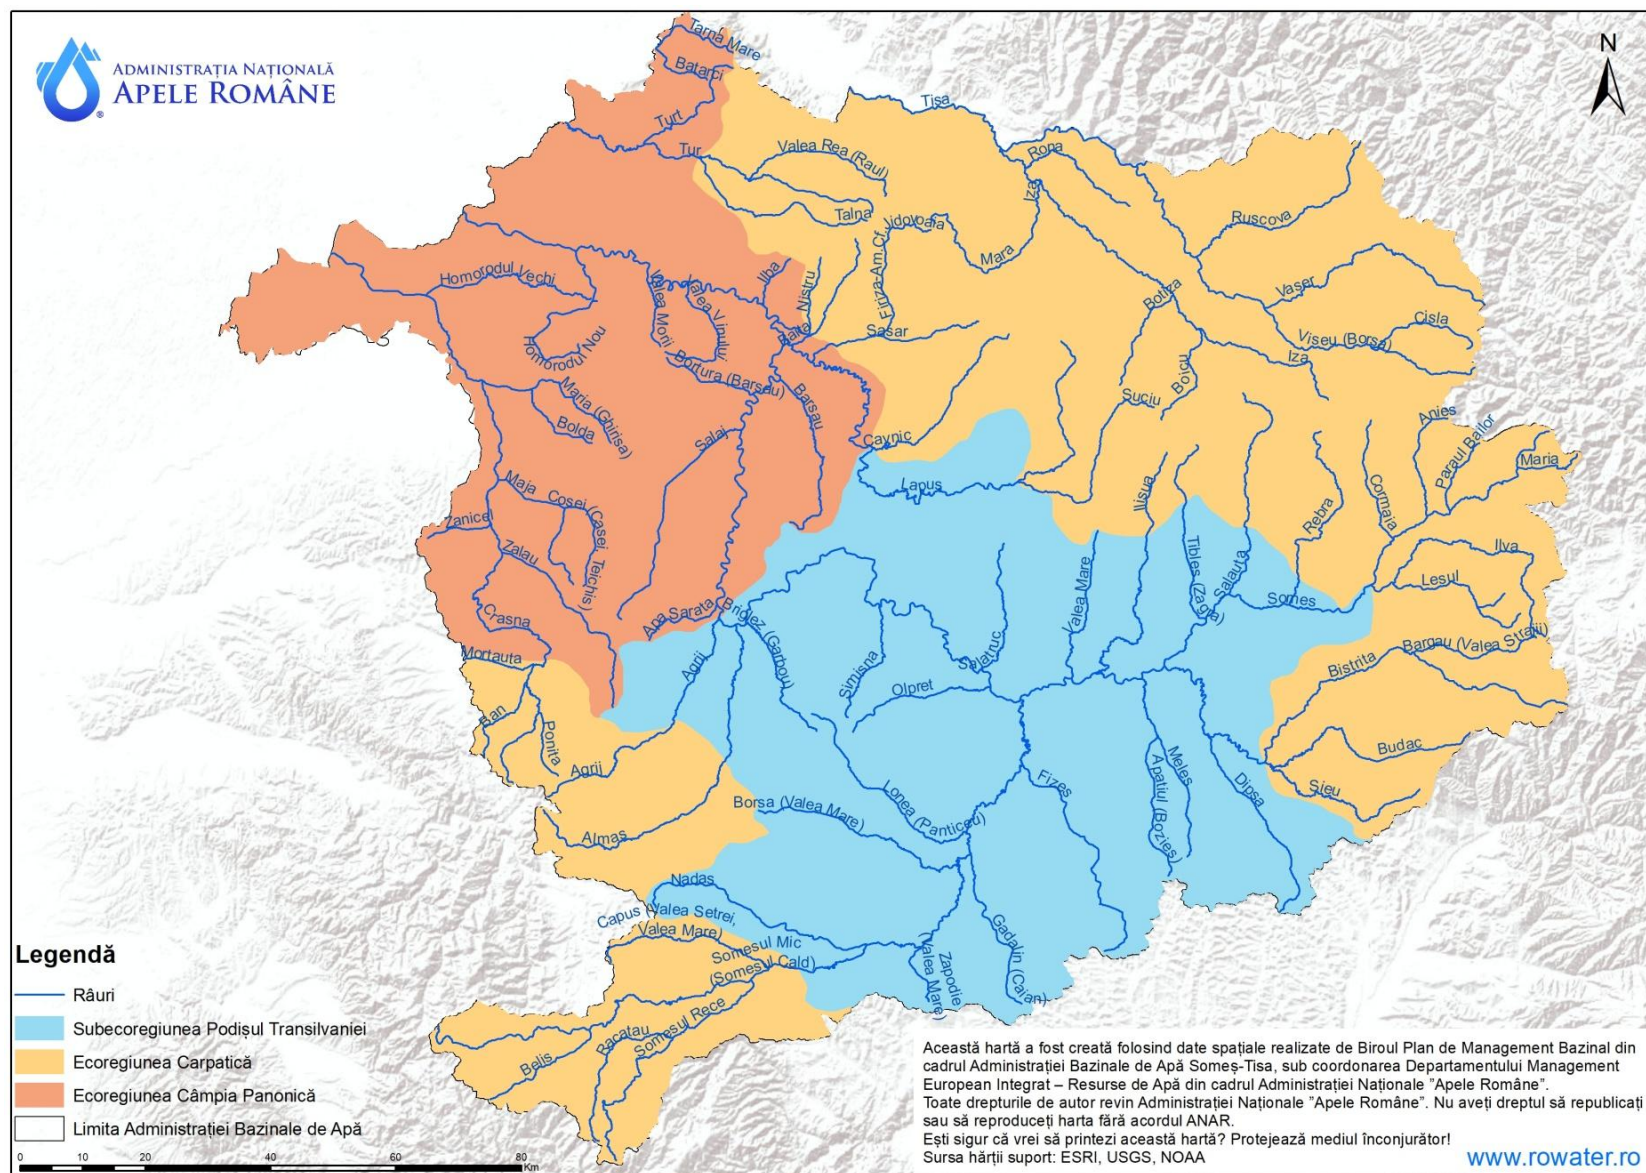 ADMINISTRAȚIA NAȚIONALĂ
APELE ROMÂNE
®
N
Tarna Mare
Batarci
Turt
Tur
Tisa
Valea Rea (Raul)
Rona
Iza
Talna
Jidovoaia
Ruscova
Mara
Firiza-Am.Cf.
Homorodul Vechi
Valea Morii
Valea Vinului
Ilba
Nistru
Botiza
Vaser
Baita
Sasar
Cisla
Viseu (Borsa)
Iza
Homorodul Nou
Bortura (Barsau)
Barsau
Boicu
Suciu
Maria (Ghirisa)
Bolda
Salaj
Cavnic
Anies
Paraul Bailor
Maria
Lapus
Maja
Cosei (Casei, Teichis)
Zanicel
Ilisua
Rebra
Cormaia
Zalau
Tibles (Zagra)
Salauta
Valea Mare
Ilva
Lesul
Somes
Crasna
Apa Sarata
Briglez (Garbou)
Mortauta
Agrij
Simisna
Salatruc
Bargau (Valea Strajii)
Bistrita
Olpret
Ban
Ponita
Agrij
Budac
Fizes
Meles
Apatiul (Bozies)
Dipsa
Sieu
Borsa (Valea Mare)
Lonea (Panticeu)
Almas
Nadas
Capus (Valea Setrei,
Valea Mare)
Somesul Mic
(Somesul Cald)
Gadalin (Caian)
Zapodie
(Valea Mare)
Racatau
Somesul Rece
Belis
Legendă
Râuri
Subecoregiunea Podișul Transilvaniei
Ecoregiunea Carpatică
Ecoregiunea Câmpia Panonică
Limita Administrației Bazinale de Apă
0 10 20 40 60 80
Km
Această hartă a fost creată folosind date spațiale realizate de Biroul Plan de Management Bazinal din
cadrul Administrației Bazinale de Apă Someș-Tisa, sub coordonarea Departamentului Management
European Integrat – Resurse de Apă din cadrul Administrației Naționale ”Apele Române”.
Toate drepturile de autor revin Administrației Naționale ”Apele Române”. Nu aveți dreptul să republicați
sau să reproduceți harta fără acordul ANAR.
Ești sigur că vrei să printezi această hartă? Protejează mediul înconjurător!
Sursa hărții suport: ESRI, USGS, NOAA
www.rowater.ro